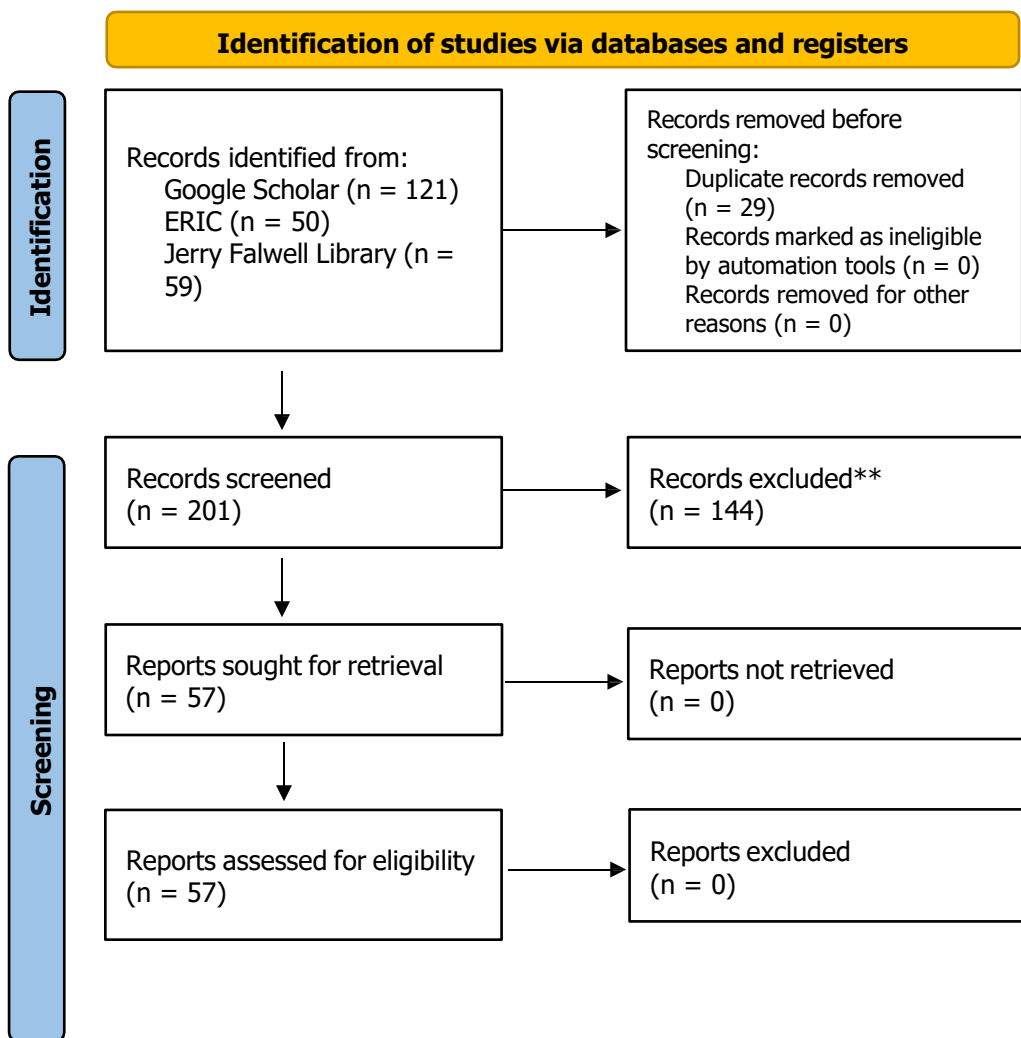 Identification of studies via databases and registers
Identification
Records identified from:
Google Scholar (n = 121)
ERIC (n = 50)
Jerry Falwell Library (n =
59)
Records removed before
screening:
Duplicate records removed
(n = 29)
Records marked as ineligible
by automation tools (n = 0)
Records removed for other
reasons (n = 0)
Screening
Records screened
(n = 201)
Records excluded**
(n = 144)
Reports sought for retrieval
(n = 57)
Reports not retrieved
(n = 0)
Reports assessed for eligibility
(n = 57)
Reports excluded
(n = 0)